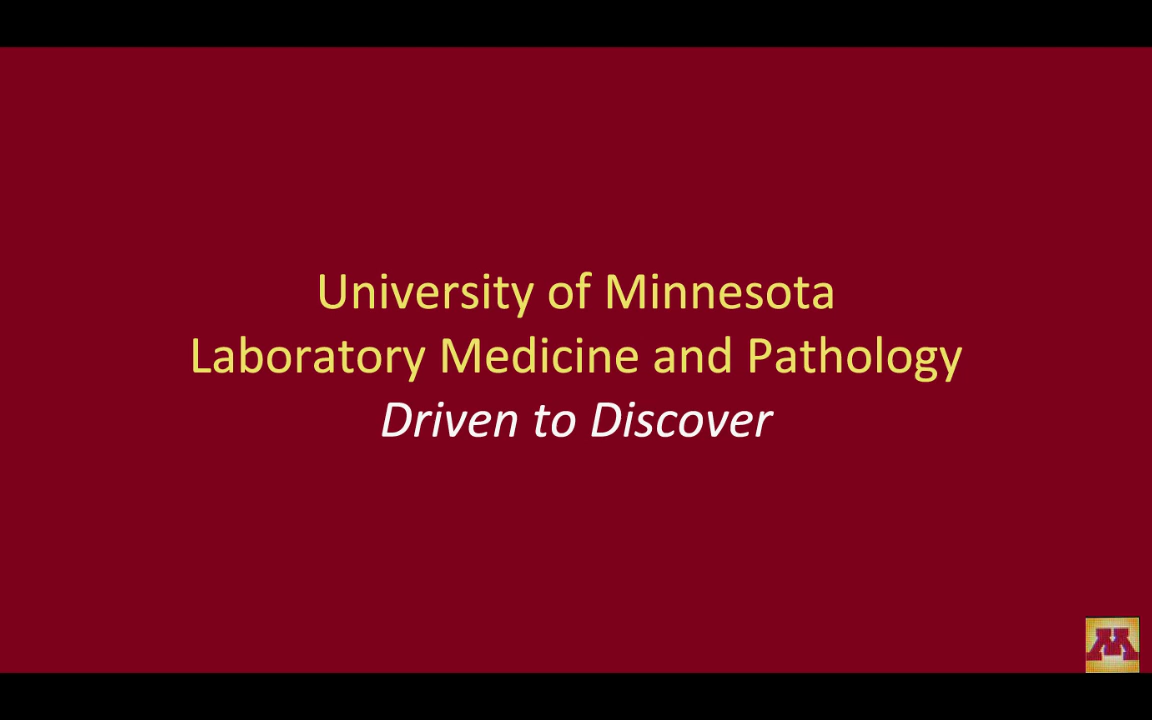 University of Minnesota
Laboratory Medicine and Pathology
Driven to Discover
M